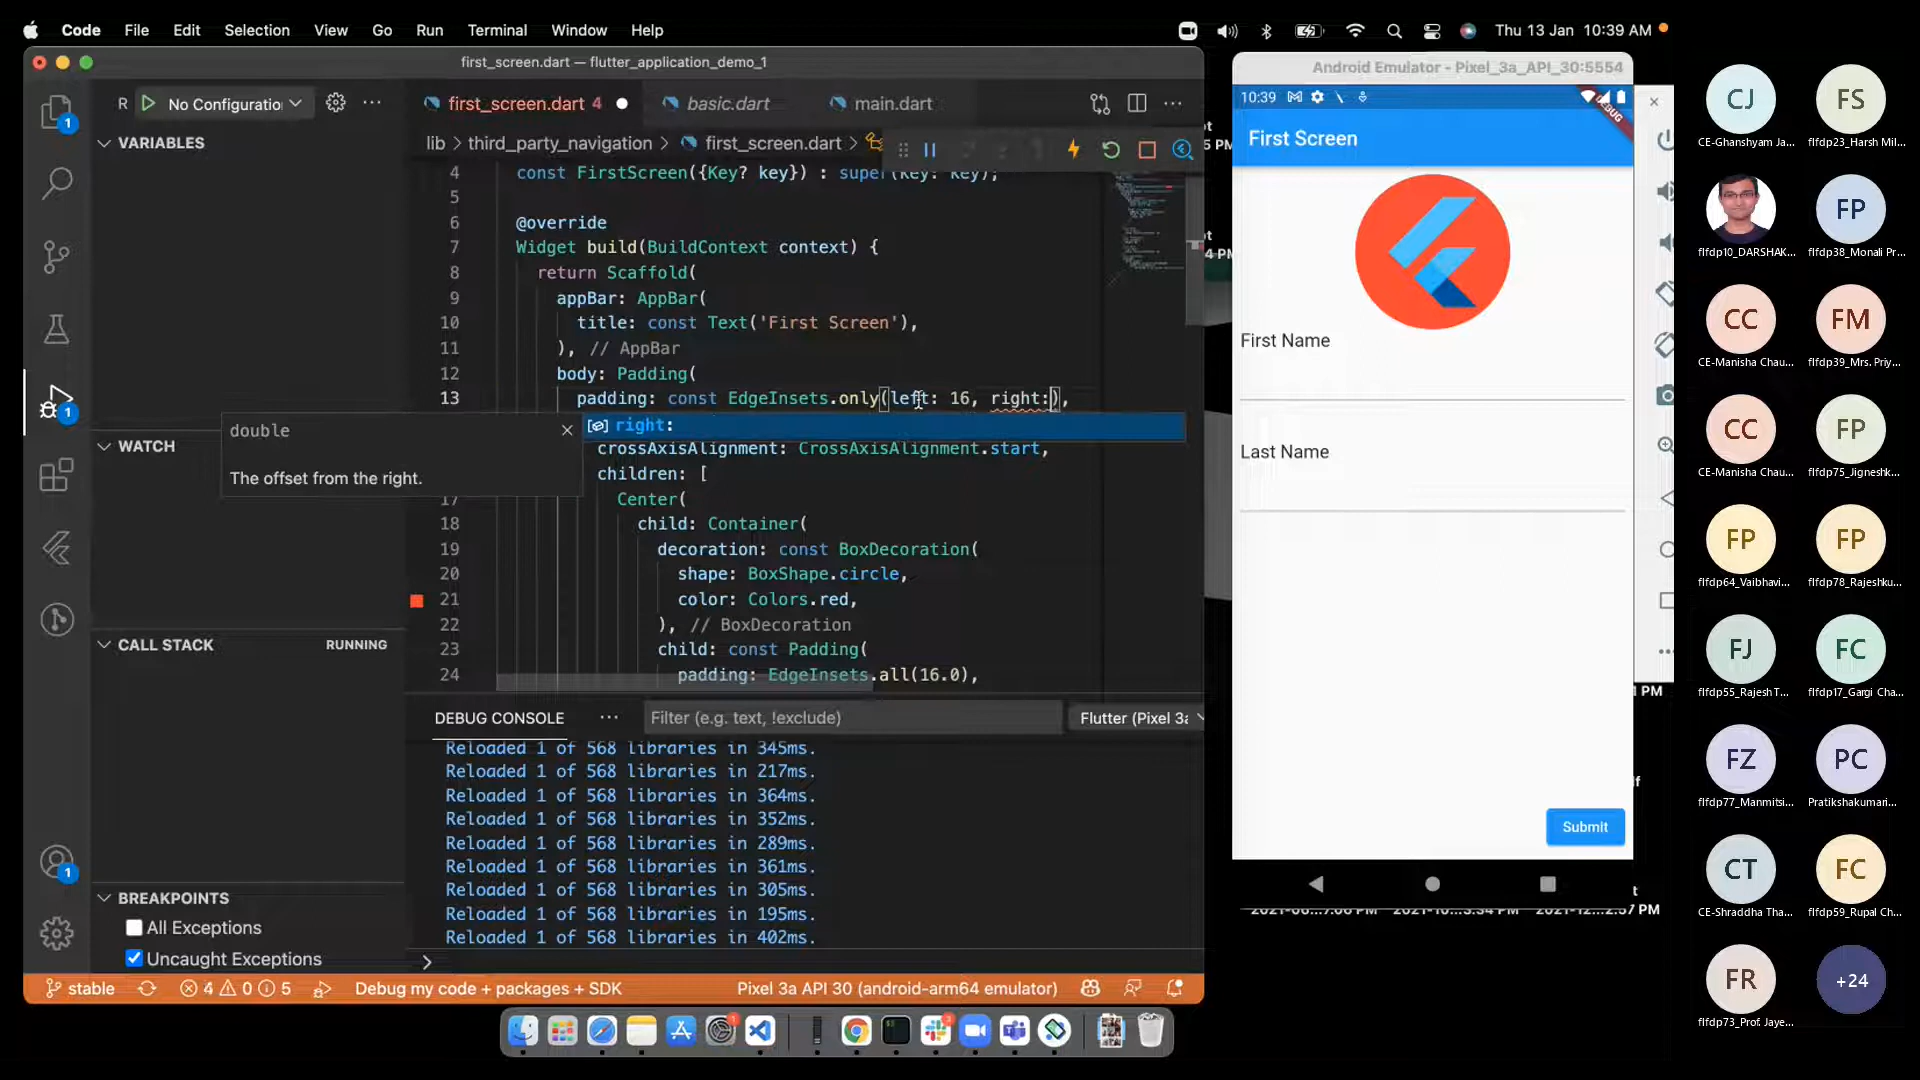 Code File Edit Selection View Go Run Terminal Window Help
Thu 13 Jan 10:39 AM
first_screen.dart — flutter_application_demo_1
R No Configuratio
first_screen.dart 4
basic.dart
main.dart
lib > third_party_navigation > first_screen.dart >
VARIABLES
WATCH
CALL STACK
RUNNING
BREAKPOINTS
All Exceptions
Uncaught Exceptions
4 const FirstScreen({Key? key}) : super(key: key);
5
6 @override
7 Widget build(BuildContext context) {
8 return Scaffold(
9 appBar: AppBar(
10 title: const Text('First Screen'),
11 ), // AppBar
12 body: Padding(
13 padding: const EdgeInsets.only(left: 16, right:),
right:
double
The offset from the right.
crossAxisAlignment: CrossAxisAlignment.start,
children: [
17 Center(
18 child: Container(
19 decoration: const BoxDecoration(
20 shape: BoxShape.circle,
21 color: Colors.red,
22 ), // BoxDecoration
23 child: const Padding(
24 padding: EdgeInsets.all(16.0),
DEBUG CONSOLE
Filter (e.g. text, !exclude)
Flutter (Pixel 3a
Reloaded 1 of 568 libraries in 345ms.
Reloaded 1 of 568 libraries in 217ms.
Reloaded 1 of 568 libraries in 364ms.
Reloaded 1 of 568 libraries in 352ms.
Reloaded 1 of 568 libraries in 289ms.
Reloaded 1 of 568 libraries in 361ms.
Reloaded 1 of 568 libraries in 305ms.
Reloaded 1 of 568 libraries in 195ms.
Reloaded 1 of 568 libraries in 402ms.
stable 4 0 5 Debug my code + packages + SDK Pixel 3a API 30 (android-arm64 emulator)
Android Emulator - Pixel_3a_API_30:5554
10:39
DEBUG
First Screen
First Name
Last Name
Submit
CJ
CE-Ghanshyam Ja...
FS
flfdp23_Harsh Mil...
flfdp10_DARSHAK...
FP
flfdp38_Monali Pr...
CC
CE-Manisha Chau...
FM
flfdp39_Mrs. Priy...
CC
CE-Manisha Chau...
FP
flfdp75_Jigneshk...
FP
flfdp64_Vaibhavi...
FP
flfdp78_Rajeshku...
FJ
flfdp55_Rajesh T...
FC
flfdp17_Gargi Cha...
FZ
flfdp77_Manmitsi...
PC
Pratikshakumari...
CT
CE-Shraddha Tha...
FC
flfdp59_Rupal Ch...
FR
flfdp73_Prof. Jaye...
+24